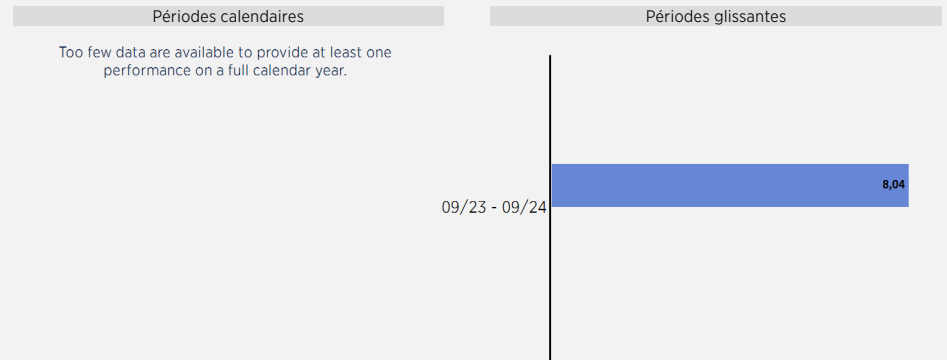 Périodes calendaires
Too few data are available to provide at least one
performance on a full calendar year.
Périodes glissantes
8,04
09/23 - 09/24